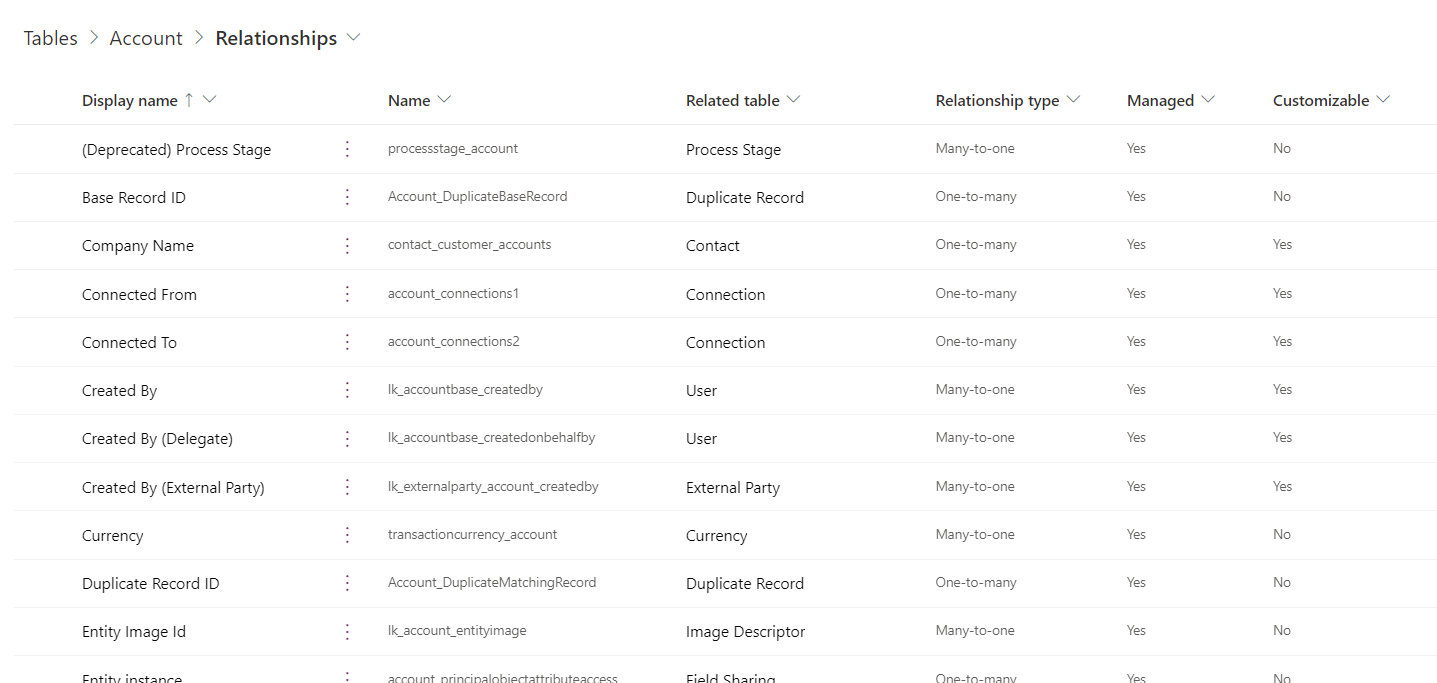 Tables > Account > Relationships
Display name ↑ Name Related table Relationship type Managed Customizable
(Deprecated) Process Stage processstage_account Process Stage Many-to-one Yes No
Base Record ID Account_DuplicateBaseRecord Duplicate Record One-to-many Yes No
Company Name contact_customer_accounts Contact One-to-many Yes Yes
Connected From account_connections1 Connection One-to-many Yes Yes
Connected To account_connections2 Connection One-to-many Yes Yes
Created By lk_accountbase_createdby User Many-to-one Yes Yes
Created By (Delegate) lk_accountbase_createdonbehalfby User Many-to-one Yes Yes
Created By (External Party) lk_externalparty_account_createdby External Party Many-to-one Yes Yes
Currency transactioncurrency_account Currency Many-to-one Yes No
Duplicate Record ID Account_DuplicateMatchingRecord Duplicate Record One-to-many Yes No
Entity Image Id lk_account_entityimage Image Descriptor Many-to-one Yes No
Entity instance account_principalobjectattributeaccess Field Sharing One-to-many Yes No